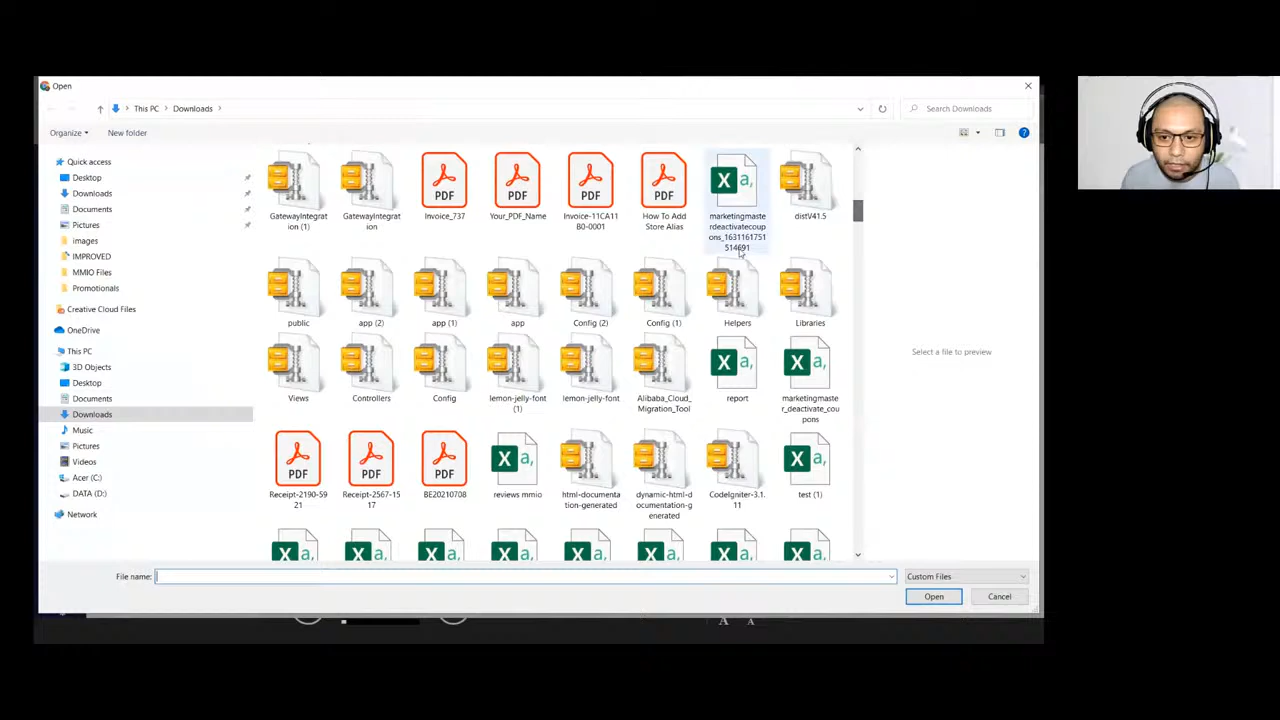 Open
This PC
Downloads
Search Downloads
Organize
New folder
Quick access
Desktop
Downloads
Documents
Pictures
images
IMPROVED
MMIO Files
Promotionals
Creative Cloud Files
OneDrive
This PC
3D Objects
Desktop
Documents
Downloads
Music
Pictures
Videos
Acer (C:)
DATA (D:)
Network
PDF
PDF
PDF
PDF
X a,
GatewayIntegrat
ion (1)
GatewayIntegrat
ion
Invoice_737
Your_PDF_Name
Invoice-11CA11
B0-0001
How To Add
Store Alias
marketingmaste
rdeactivatecoup
ons_1631161751
514691
distV41.5
public
app (2)
app (1)
app
Config (2)
Config (1)
Helpers
Libraries
X a,
X a,
Views
Controllers
Config
lemon-jelly-font
(1)
lemon-jelly-font
Alibaba_Cloud_
Migration_Tool
report
marketingmaste
r_deactivate_cou
pons
PDF
PDF
PDF
X a,
X a,
Receipt-2190-59
21
Receipt-2567-15
17
BE20210708
reviews mmio
html-documenta
tion-generated
dynamic-html-d
ocumentation-g
enerated
CodeIgniter-3.1.
11
test (1)
X a,
X a,
X a,
X a,
X a,
X a,
X a,
X a,
Select a file to preview
File name:
Custom Files
Open
Cancel
A A